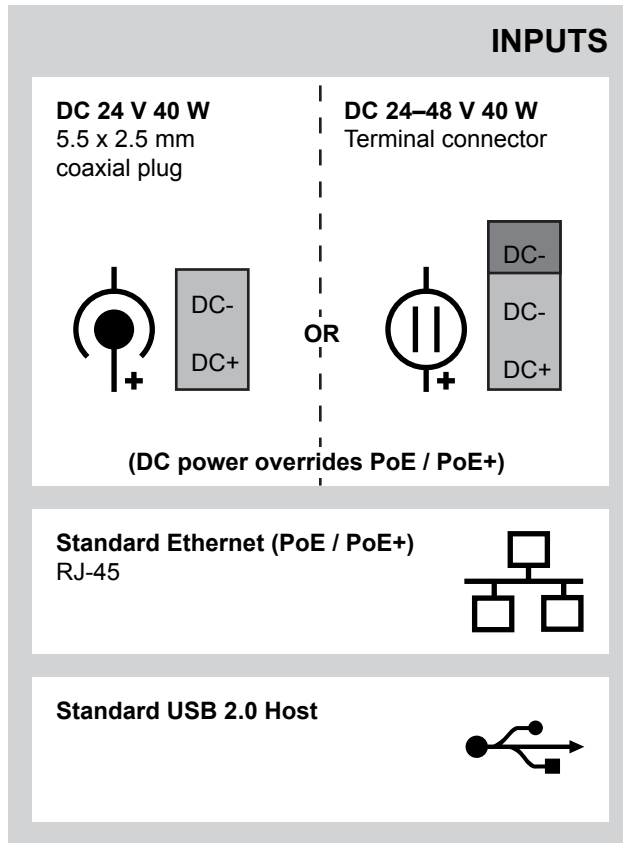 INPUTS
DC 24 V 40 W
5.5 x 2.5 mm
coaxial plug
DC-
DC+
+
OR
DC 24–48 V 40 W
Terminal connector
DC-
DC-
DC+
+
(DC power overrides PoE / PoE+)
Standard Ethernet (PoE / PoE+)
RJ-45
Standard USB 2.0 Host